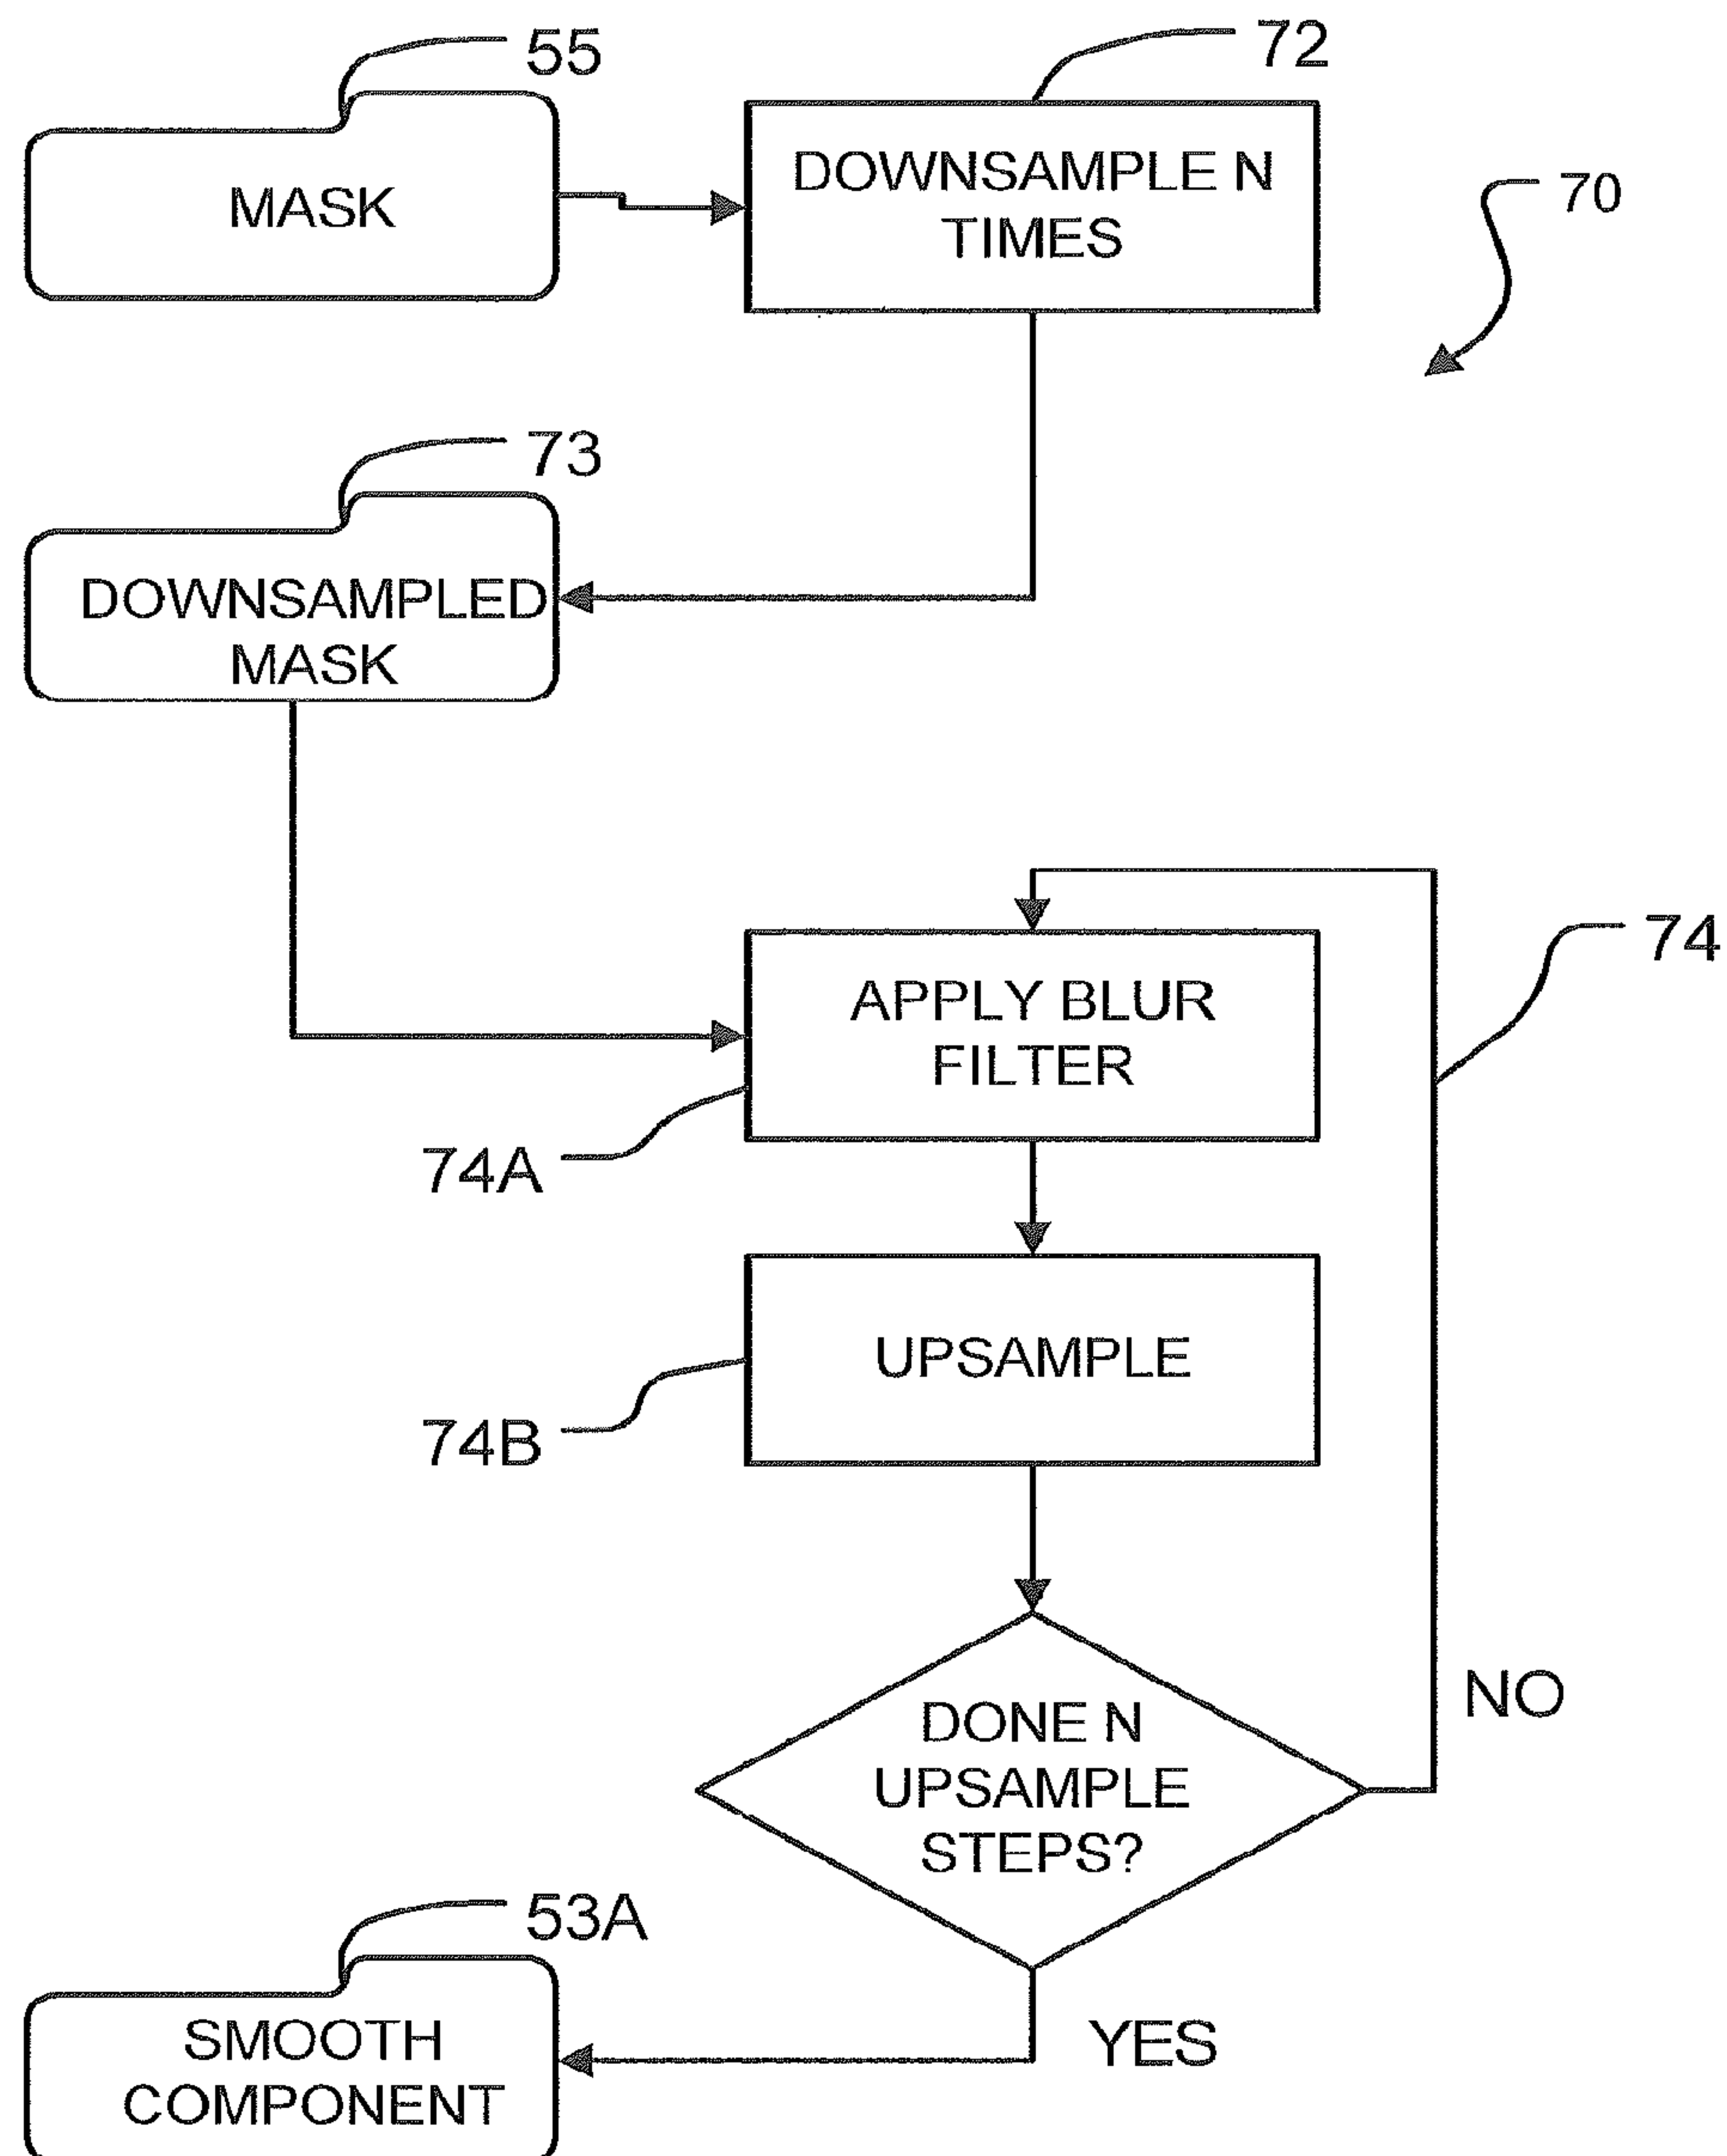 55
72
MASK
DOWNSAMPLE N
TIMES
70
73
DOWNSAMPLED
MASK
74
APPLY BLUR
FILTER
74A
UPSAMPLE
74B
NO
DONE N
UPSAMPLE
STEPS?
53A
YES
SMOOTH
COMPONENT